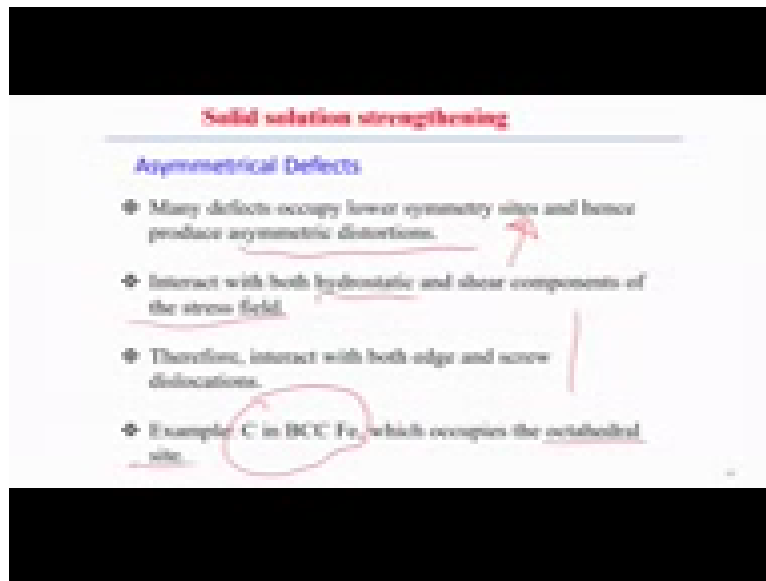 Solid solution strengthening
Asymmetrical Defects
❖ Many defects occupy lower symmetry sites and hence
produce asymmetric distortions.
❖ Interact with both hydrostatic and shear components of
the stress field.
❖ Therefore, interact with both edge and screw
dislocations.
❖ Example C in BCC Fe, which occupies the octahedral
site.